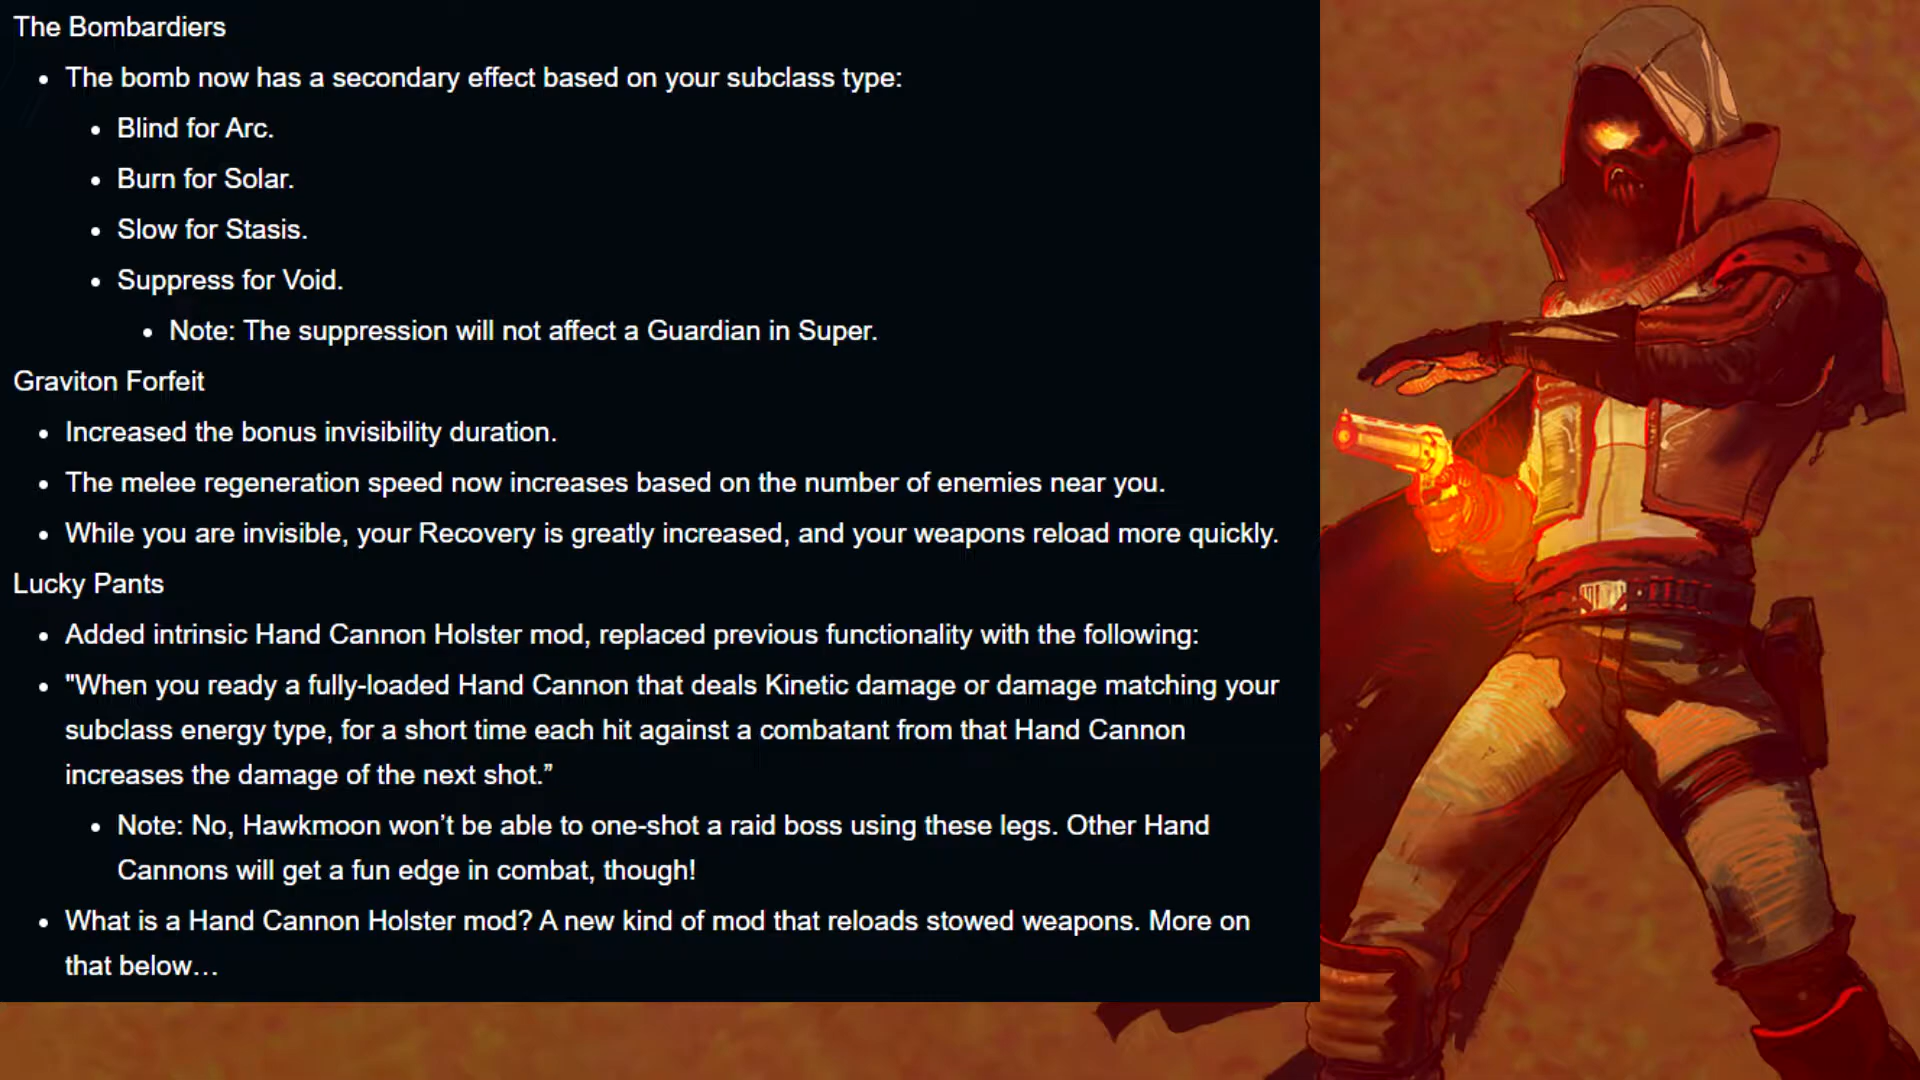 The Bombardiers
The bomb now has a secondary effect based on your subclass type:
Blind for Arc.
Burn for Solar.
Slow for Stasis.
Suppress for Void.
Note: The suppression will not affect a Guardian in Super.
Graviton Forfeit
Increased the bonus invisibility duration.
The melee regeneration speed now increases based on the number of enemies near you.
While you are invisible, your Recovery is greatly increased, and your weapons reload more quickly.
Lucky Pants
Added intrinsic Hand Cannon Holster mod, replaced previous functionality with the following:
"When you ready a fully-loaded Hand Cannon that deals Kinetic damage or damage matching your
subclass energy type, for a short time each hit against a combatant from that Hand Cannon
increases the damage of the next shot.”
Note: No, Hawkmoon won’t be able to one-shot a raid boss using these legs. Other Hand
Cannons will get a fun edge in combat, though!
What is a Hand Cannon Holster mod? A new kind of mod that reloads stowed weapons. More on
that below…